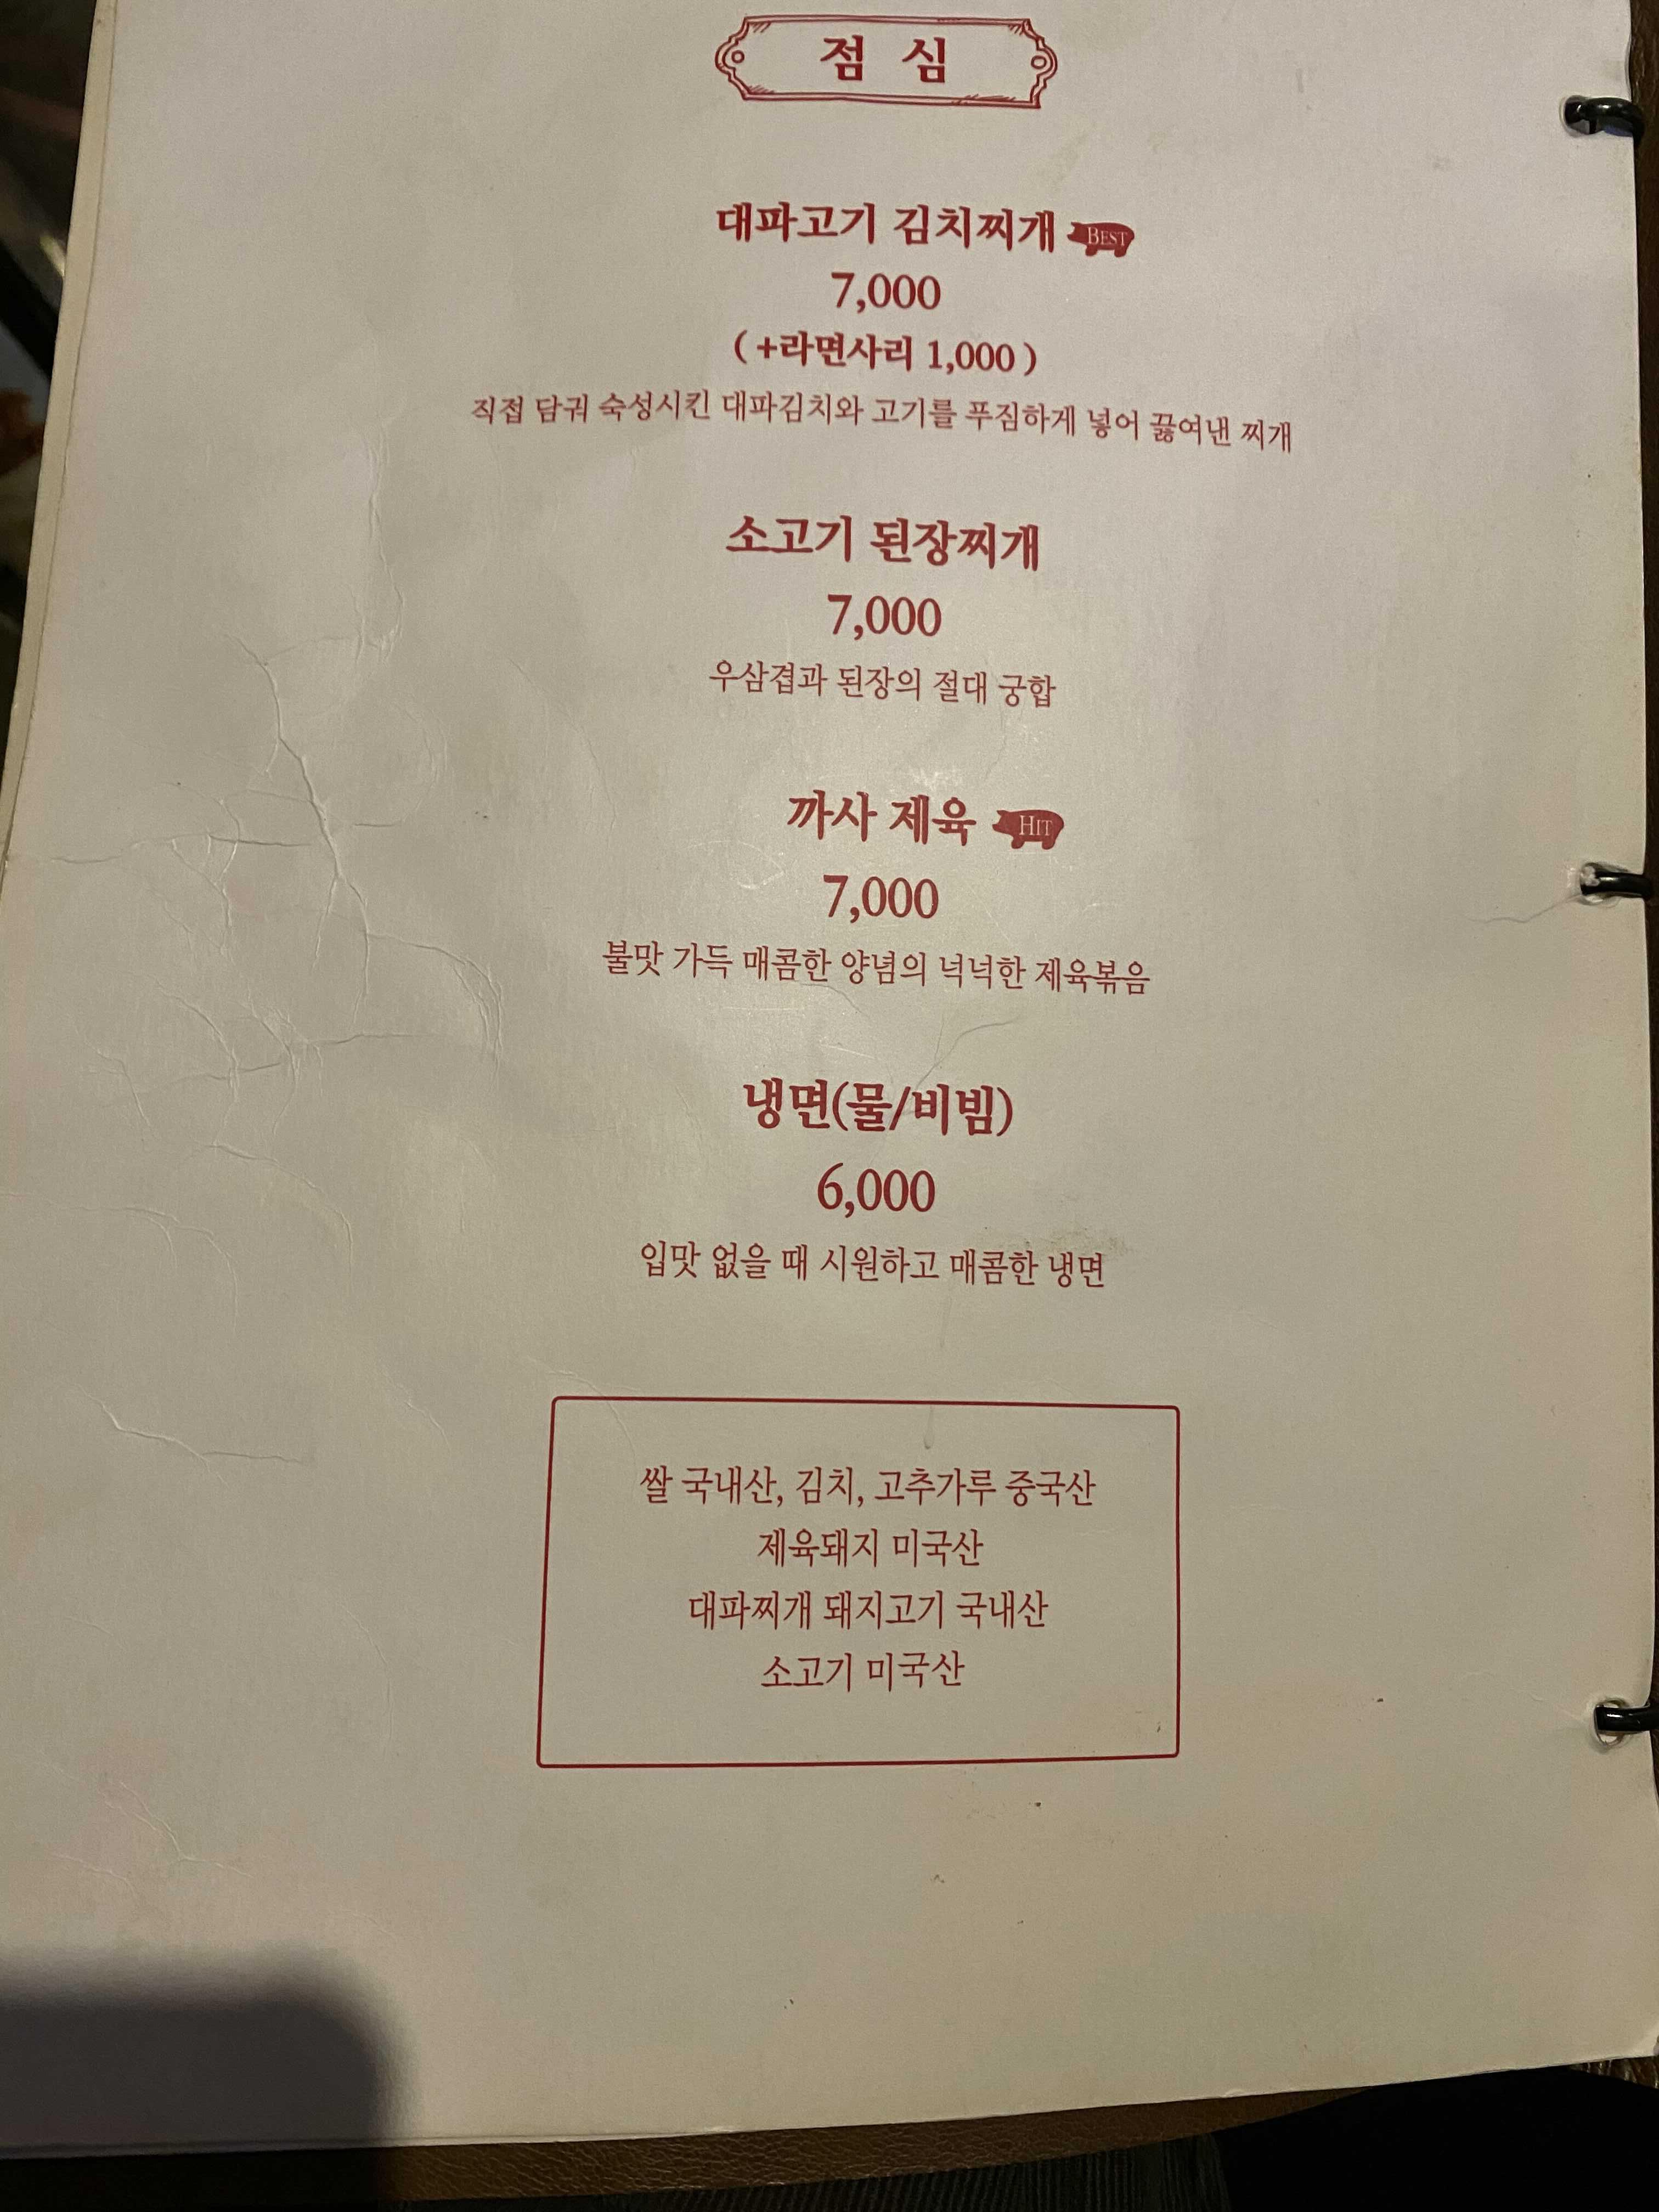 점 심
대파고기 김치찌개 BEST
7,000
(+라면사리 1,000)
직접 담궈 숙성시킨 대파김치와 고기를 푸짐하게 넣어 끓여낸 찌개
소고기 된장찌개
7,000
우삼겹과 된장의 절대 궁합
까사 제육 HIT
7,000
불맛 가득 매콤한 양념의 넉넉한 제육볶음
냉면(물/비빔)
6,000
입맛 없을 때 시원하고 매콤한 냉면
쌀 국내산, 김치, 고추가루 중국산
제육돼지 미국산
대파찌개 돼지고기 국내산
소고기 미국산